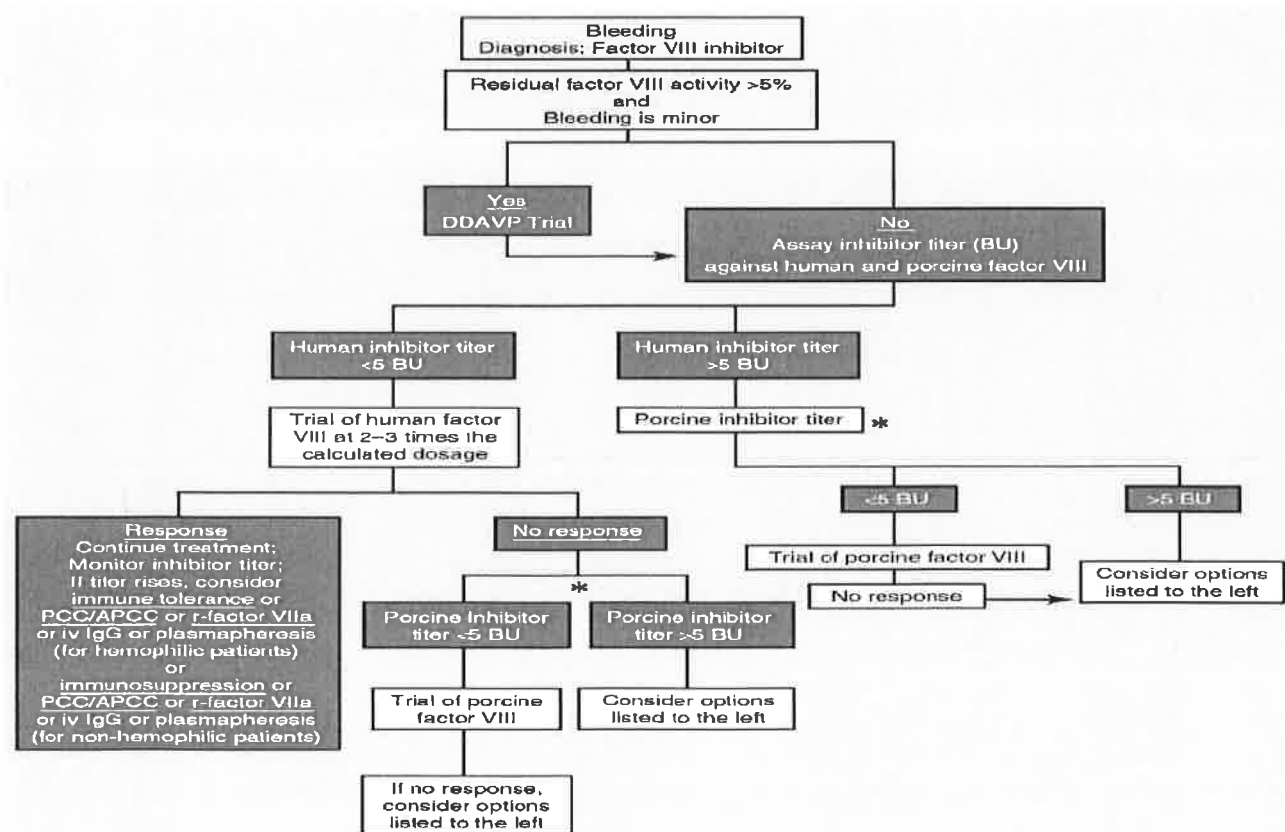 Bleeding
Diagnosis: Factor VIII inhibitor
Residual factor VIII activity >5%
and
Bleeding is minor
Yes
DDAVP Trial
No
Assay inhibitor titer (BU)
against human and porcine factor VIII
Human inhibitor titer
<5 BU
Human inhibitor titer
>5 BU
Trial of human factor
VIII at 2–3 times the
calculated dosage
Porcine inhibitor titer *
<5 BU
>5 BU
Trial of porcine factor VIII
No response
Consider options
listed to the left
Response
Continue treatment;
Monitor inhibitor titer;
If titer rises, consider
immune tolerance or
PCC/APCC or r-factor VIIa
or iv IgG or plasmapheresis
(for hemophilic patients)
or
immunosuppression or
PCC/APCC or r-factor VIIa
or iv IgG or plasmapheresis
(for non-hemophilic patients)
No response
*
Porcine Inhibitor
titer <5 BU
Porcine inhibitor
titer >5 BU
Trial of porcine
factor VIII
Consider options
listed to the left
If no response,
consider options
listed to the left